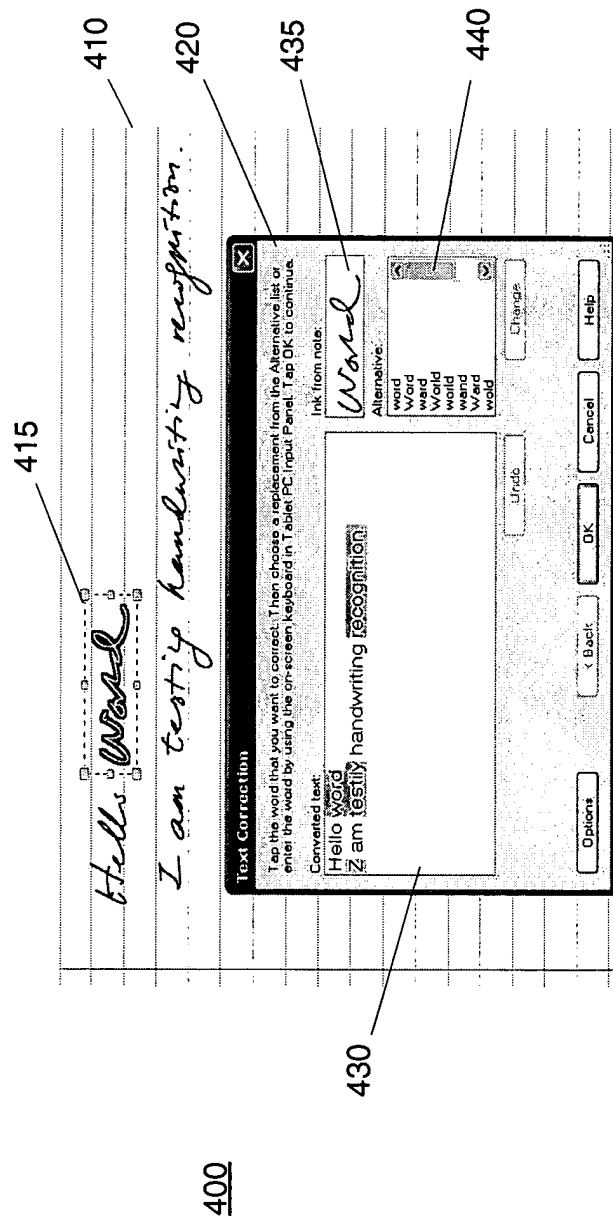 400
415
410
Hello Word
I am testing handwriting recognition.
420
Text Correction
Tap the word that you want to correct. Then choose a replacement from the Alternative list or
enter the word by using the on-screen keyboard in Tablet PC Input Panel. Tap OK to continue.
Converted text:
Hello word
Z am testily handwriting recognition.
430
Ink from note:
Word
435
Alternative:
word
Word
ward
World
world
wand
Ward
wold
440
Undo
Change
Options
< Back
OK
Cancel
Help